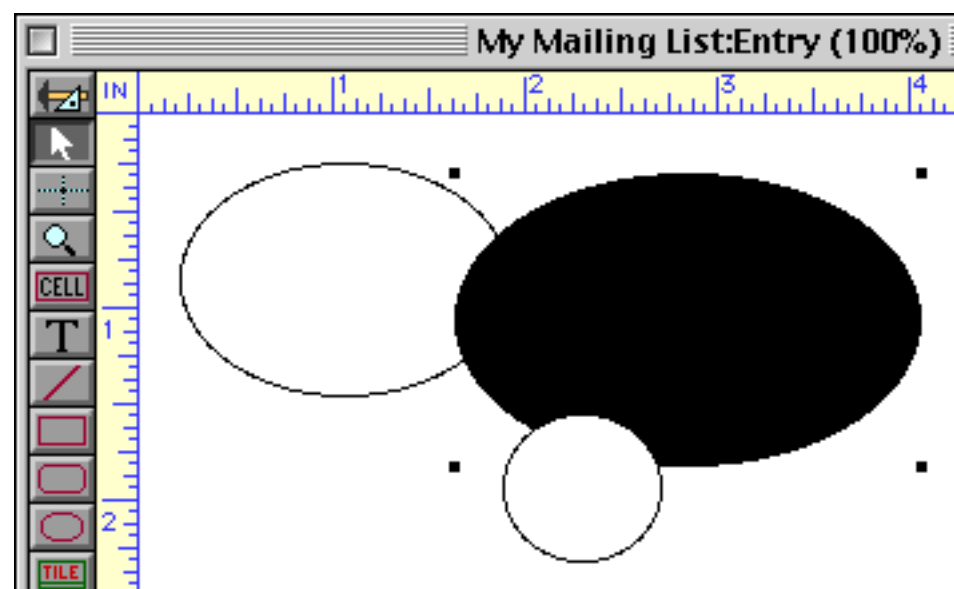 My Mailing List:Entry (100%)
IN 1 2 3 4
CELL
T
1
2
TILE